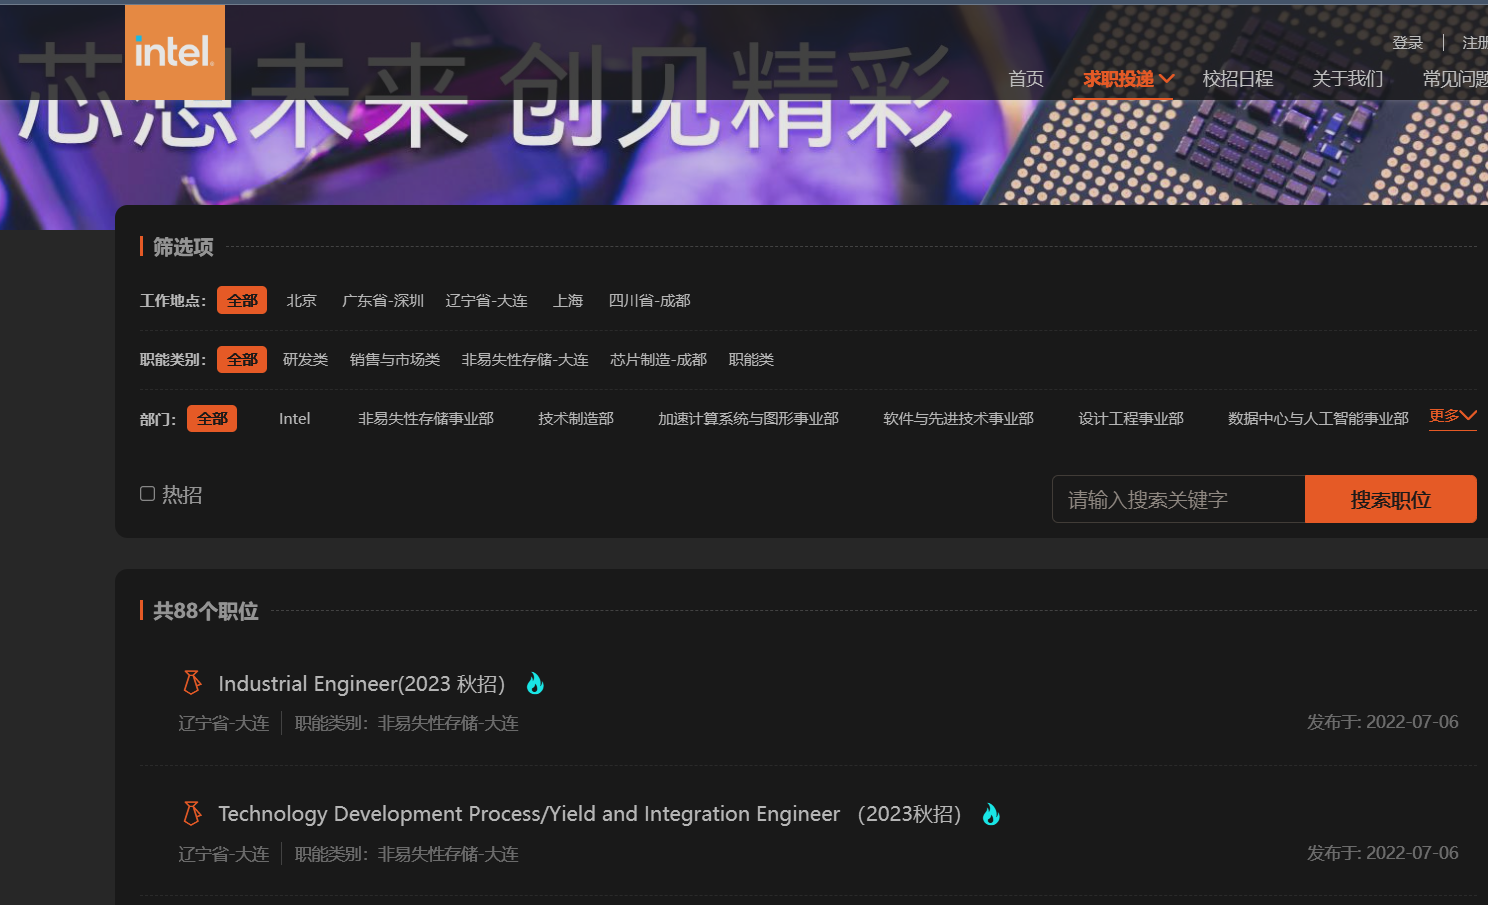 intel.
芯想未来 创见精彩
登录 注册
首页 求职投递 校招日程 关于我们 常见问题
筛选项
工作地点： 全部 北京 广东省-深圳 辽宁省-大连 上海 四川省-成都
职能类别： 全部 研发类 销售与市场类 非易失性存储-大连 芯片制造-成都 职能类
部门： 全部 Intel 非易失性存储事业部 技术制造部 加速计算系统与图形事业部 软件与先进技术事业部 设计工程事业部 数据中心与人工智能事业部 更多
热招 请输入搜索关键字 搜索职位
共88个职位
Industrial Engineer(2023 秋招）
辽宁省-大连 职能类别：非易失性存储-大连 发布于: 2022-07-06
Technology Development Process/Yield and Integration Engineer （2023秋招）
辽宁省-大连 职能类别：非易失性存储-大连 发布于: 2022-07-06